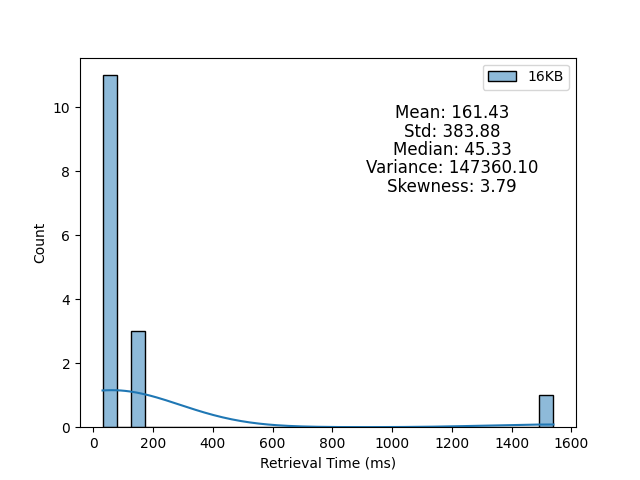 16KB
Mean: 161.43
Std: 383.88
Median: 45.33
Variance: 147360.10
Skewness: 3.79
Count
10
8
6
4
2
0
0 200 400 600 800 1000 1200 1400 1600
Retrieval Time (ms)